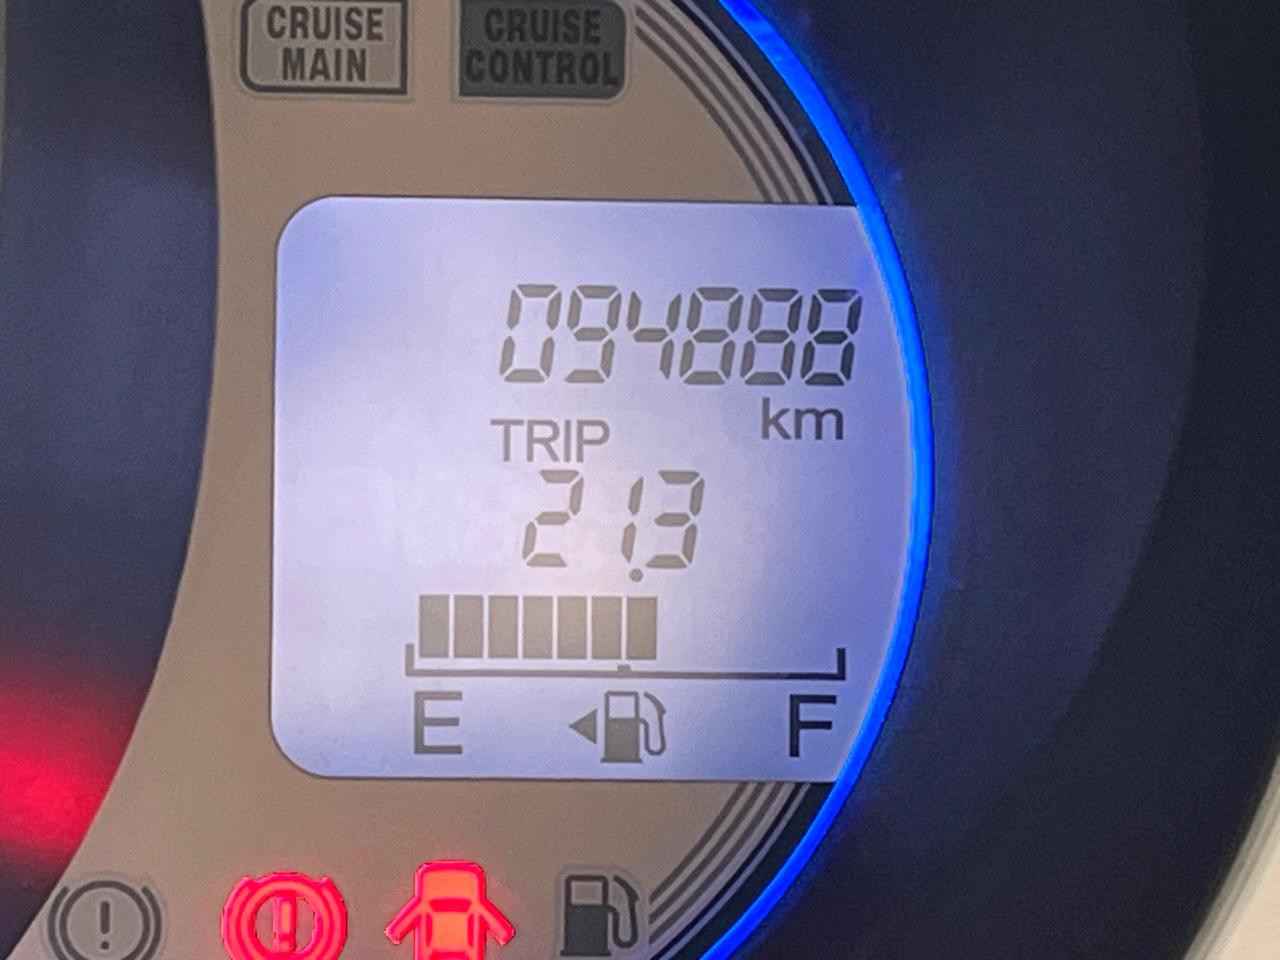 CRUISE
MAIN
CRUISE
CONTROL
094888
km
TRIP
21.3
E
F